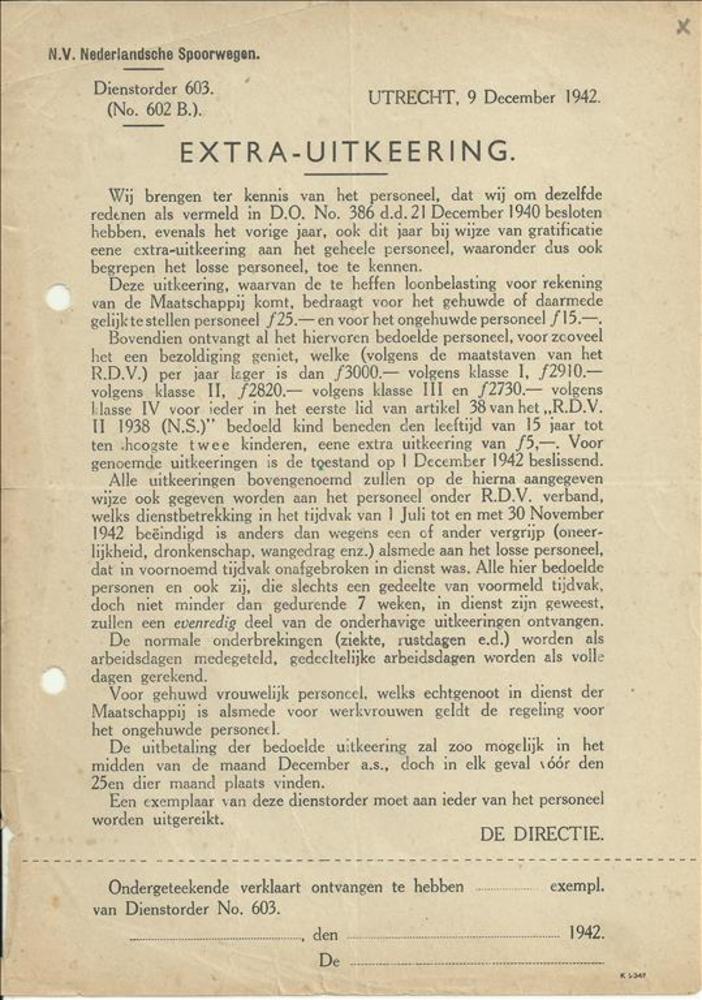 N.V. Nederlandsche Spoorwegen.
Dienstorder 603.
(No. 602 B.).
UTRECHT, 9 December 1942.
EXTRA-UITKEERING.
Wij brengen ter kennis van het personeel, dat wij om dezelfde
redenen als vermeld in D.O. No. 386 d.d. 21 December 1940 besloten
hebben, evenals het vorige jaar, ook dit jaar bij wijze van gratificatie
eene extra-uitkeering aan het geheele personeel, waaronder dus ook
begrepen het losse personeel, toe te kennen.
Deze uitkeering, waarvan de te heffen loonbelasting voor rekening
van de Maatschappij komt, bedraagt voor het gehuwde of daarmede
gelijk te stellen personeel ƒ25.— en voor het ongehuwde personeel ƒ15.—.
Bovendien ontvangt al het hiervoren bedoelde personeel, voor zooveel
het een bezoldiging geniet, welke (volgens de maatstaven van het
R.D.V.) per jaar lager is dan ƒ3000.— volgens klasse I, ƒ2910.—
volgens klasse II, ƒ2820.— volgens klasse III en ƒ2730.— volgens
klasse IV voor ieder in het eerste lid van artikel 38 van het „R.D.V.
II 1938 (N.S.)” bedoeld kind beneden den leeftijd van 15 jaar tot
ten hoogste twee kinderen, eene extra uitkeering van ƒ5,—. Voor
genoemde uitkeeringen is de toestand op 1 December 1942 beslissend.
Alle uitkeeringen bovengenoemd zullen op de hierna aangegeven
wijze ook gegeven worden aan het personeel onder R.D.V. verband,
welks dienstbetrekking in het tijdvak van 1 Juli tot en met 30 November
1942 beëindigd is anders dan wegens een of ander vergrijp (oneer-
lijkheid, dronkenschap, wangedrag enz.) alsmede aan het losse personeel,
dat in voornoemd tijdvak onafgebroken in dienst was. Alle hier bedoelde
personen en ook zij, die slechts een gedeelte van voormeld tijdvak,
doch niet minder dan gedurende 7 weken, in dienst zijn geweest,
zullen een evenredig deel van de onderhavige uitkeeringen ontvangen.
De normale onderbrekingen (ziekte, rustdagen e.d.) worden als
arbeidsdagen medegeteld, gedeeltelijke arbeidsdagen worden als volle
dagen gerekend.
Voor gehuwd vrouwelijk personeel, welks echtgenoot in dienst der
Maatschappij is alsmede voor werkvrouwen geldt de regeling voor
het ongehuwde personeel.
De uitbetaling der bedoelde uitkeering zal zoo mogelijk in het
midden van de maand December a.s., doch in elk geval vóór den
25en dier maand plaats vinden.
Een exemplaar van deze dienstorder moet aan ieder van het personeel
worden uitgereikt.
DE DIRECTIE.
Ondergeteekende verklaart ontvangen te hebben ............ exempl.
van Dienstorder No. 603.
............, den ............ 1942.
De ............